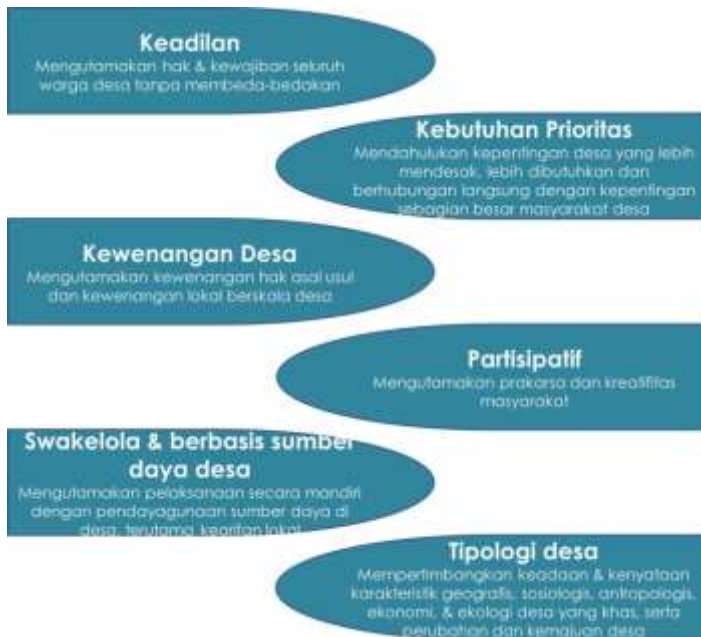 Keadilan
Mengutamakan hak & kewajiban seluruh
warga desa tanpa membeda-bedakan
Kebutuhan Prioritas
Mendahulukan kepentingan desa yang lebih
mendesak, lebih dibutuhkan dan
berhubungan langsung dengan kepentingan
sebagian besar masyarakat desa
Kewenangan Desa
Mengutamakan kewenangan hak asal usul
dan kewenangan lokal berskala desa
Partisipatif
Mengutamakan prakarsa dan kreatifitas
masyarakat
Swakelola & berbasis sumber
daya desa
Mengutamakan pelaksanaan secara mandiri
dengan pendayagunaan sumber daya di
desa, terutama kearifan lokal
Tipologi desa
Mempertimbangkan keadaan & kenyataan
karakteristik geografis, sosiologis, antropologis,
ekonomi, & ekologi desa yang khas, serta
perubahan dan kemajuan desa